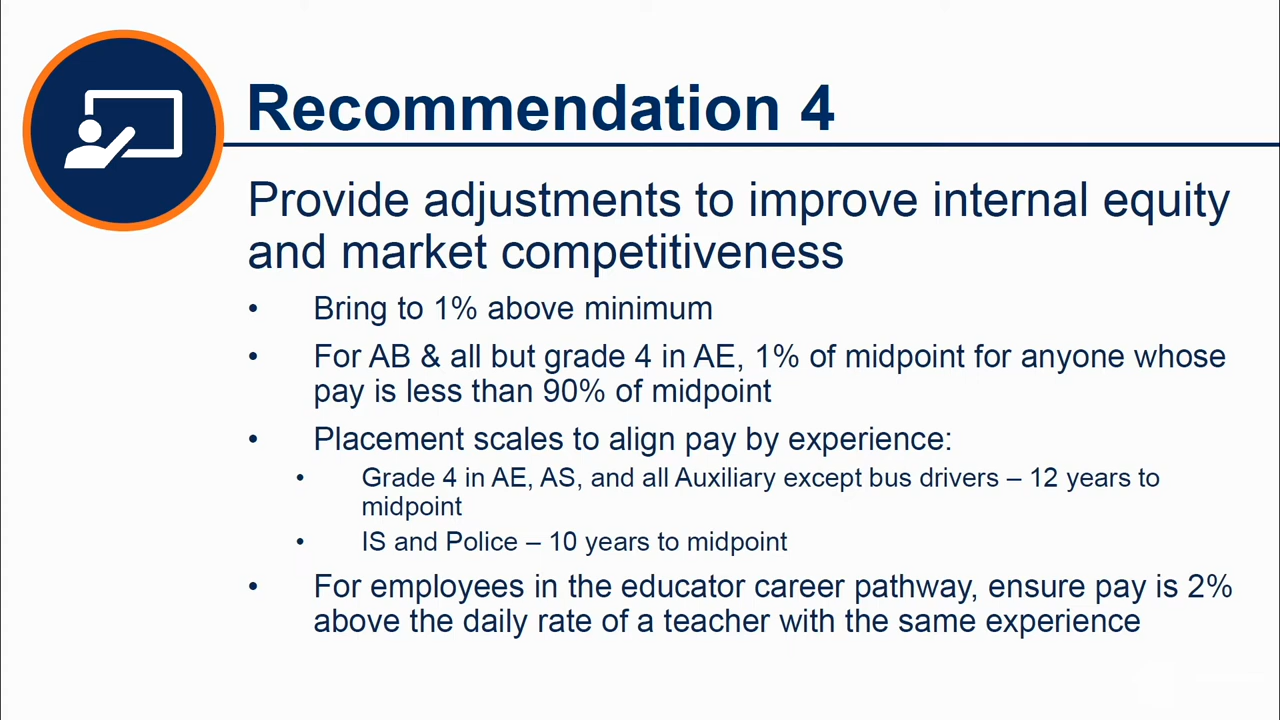 Recommendation 4
Provide adjustments to improve internal equity
and market competitiveness
• Bring to 1% above minimum
• For AB & all but grade 4 in AE, 1% of midpoint for anyone whose
pay is less than 90% of midpoint
• Placement scales to align pay by experience:
• Grade 4 in AE, AS, and all Auxiliary except bus drivers – 12 years to
midpoint
• IS and Police – 10 years to midpoint
• For employees in the educator career pathway, ensure pay is 2%
above the daily rate of a teacher with the same experience